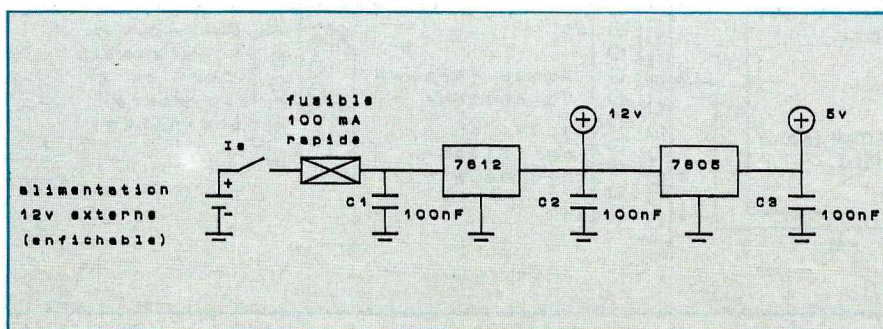 fusible
100 mA
rapide
Is
+
-
alimentation
12v externe
(enfichable)
C1
100nF
7812
+
12v
C2
100nF
7805
+
5v
C3
100nF